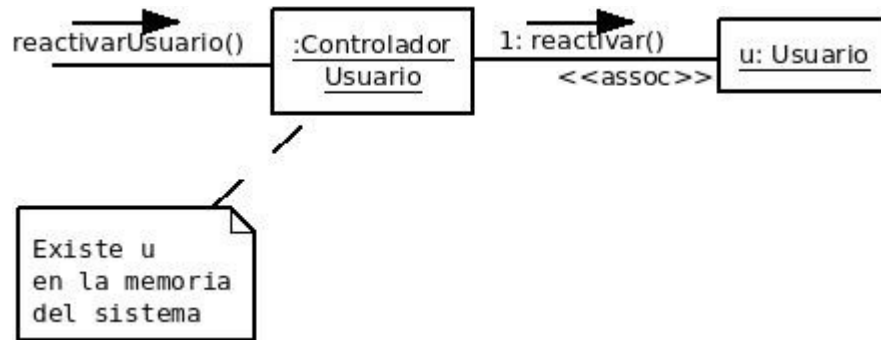 reactivarUsuario()
:Controlador
Usuario
1: reactivar()
<<assoc>>
u: Usuario
Existe u
en la memoria
del sistema